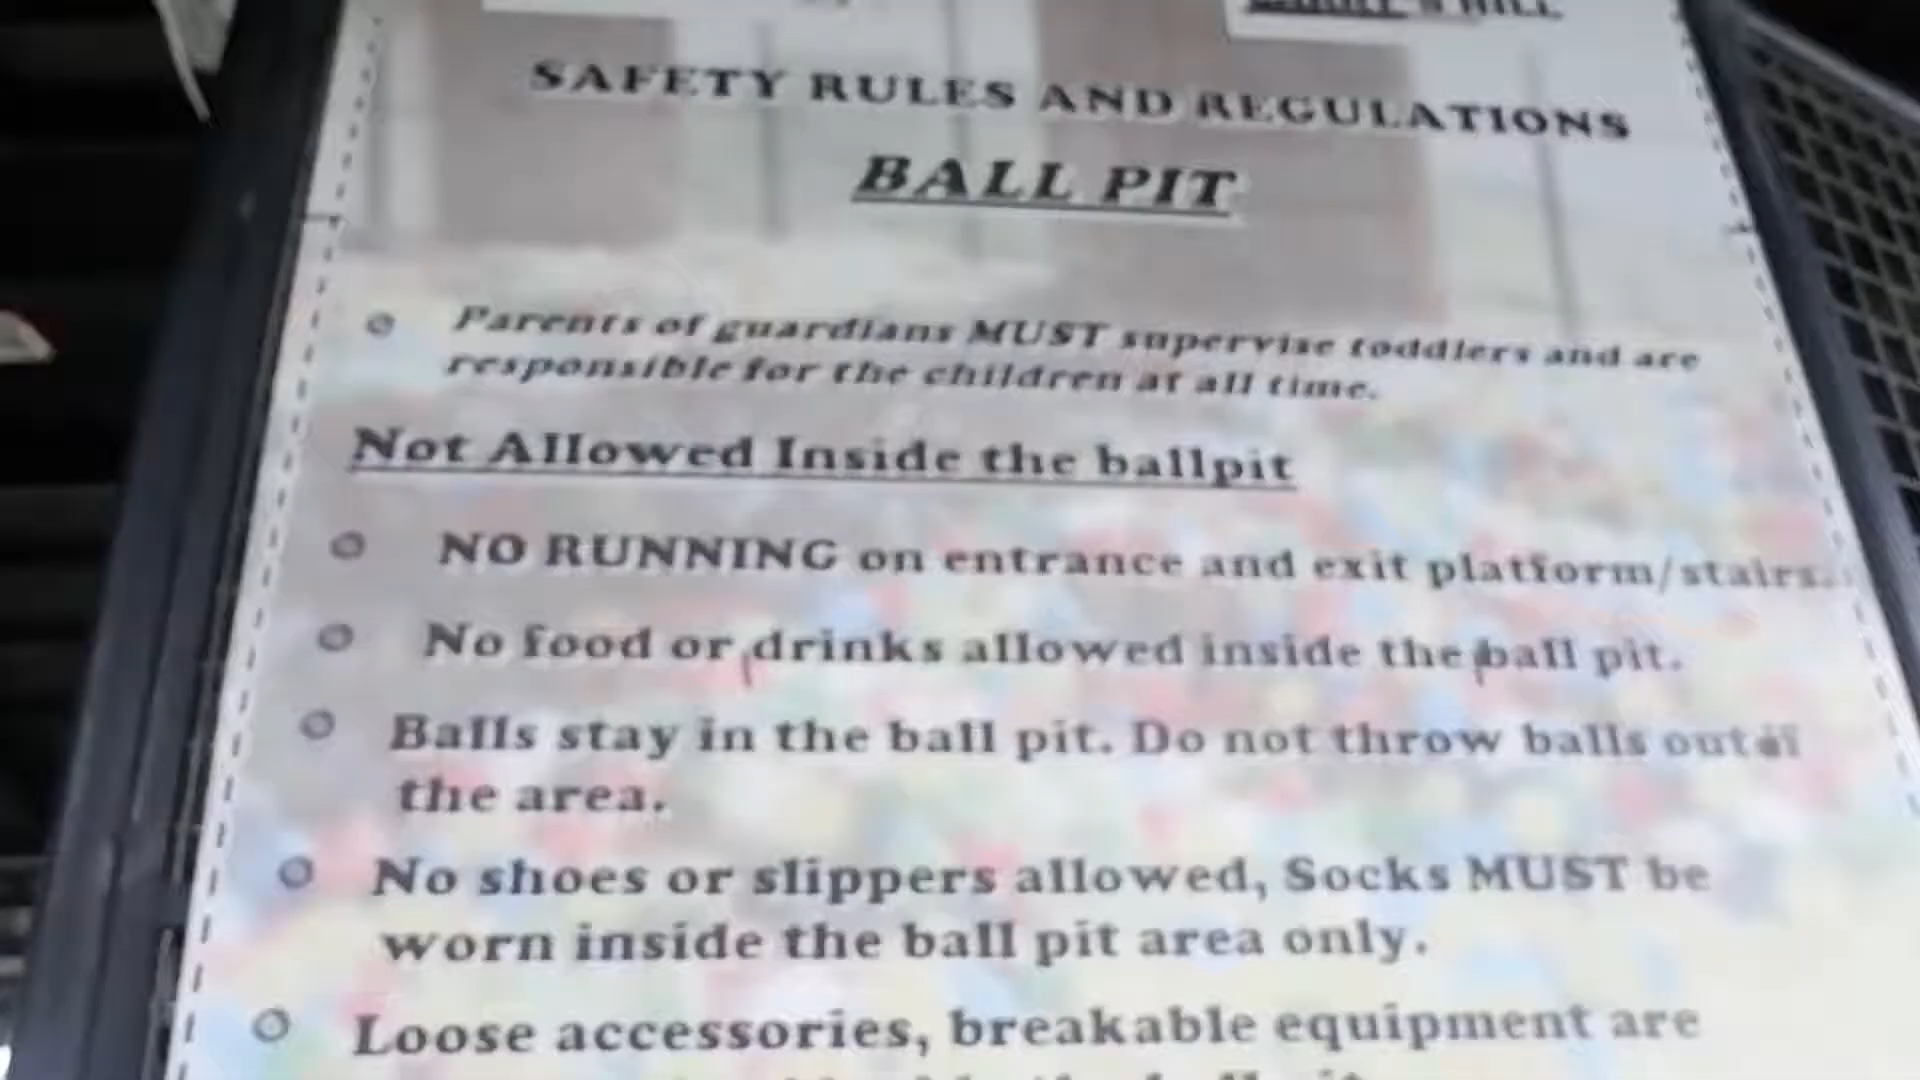 SAFETY RULES AND REGULATIONS
BALL PIT
Parents of guardians MUST supervise toddlers and are
responsible for the children at all time.
Not Allowed Inside the ballpit
NO RUNNING on entrance and exit platform/stairs.
No food or drinks allowed inside the ball pit.
Balls stay in the ball pit. Do not throw balls out of
the area.
No shoes or slippers allowed, Socks MUST be
worn inside the ball pit area only.
Loose accessories, breakable equipment are